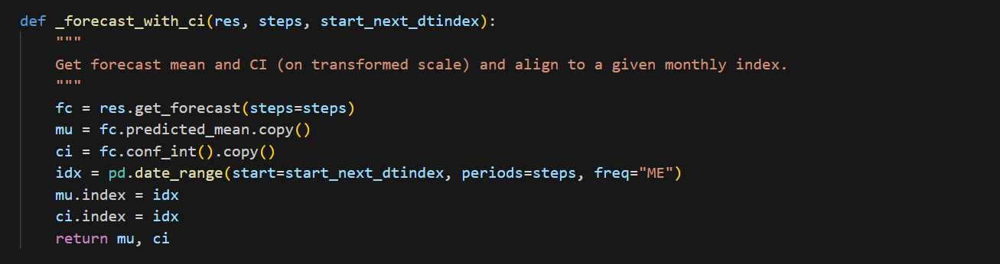 def _forecast_with_ci(res, steps, start_next_dtindex):
    """
    Get forecast mean and CI (on transformed scale) and align to a given monthly index.
    """
    fc = res.get_forecast(steps=steps)
    mu = fc.predicted_mean.copy()
    ci = fc.conf_int().copy()
    idx = pd.date_range(start=start_next_dtindex, periods=steps, freq="ME")
    mu.index = idx
    ci.index = idx
    return mu, ci